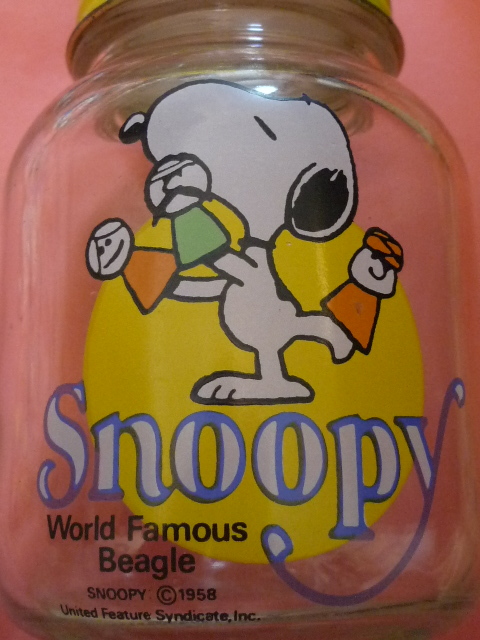 Snoopy
World Famous
Beagle
SNOOPY: ©1958
United Feature Syndicate, Inc.